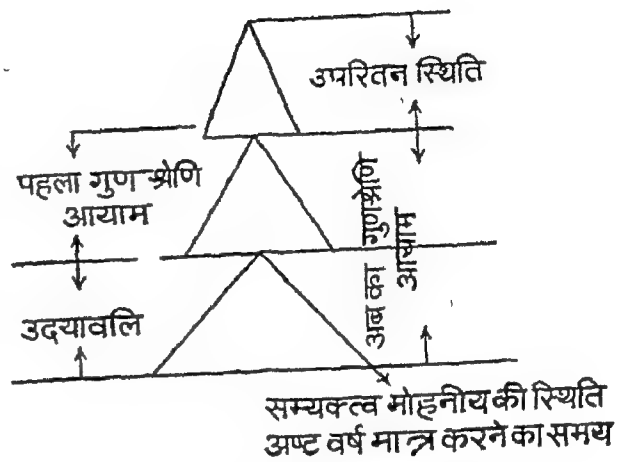 उपरितन स्थिति
पहला गुण श्रेणि
आयाम
अब का गुणश्रेणि
आयाम
उदयावलि
सम्यक्त्व मोहनीय की स्थिति
अष्ट वर्ष मात्र करने का समय